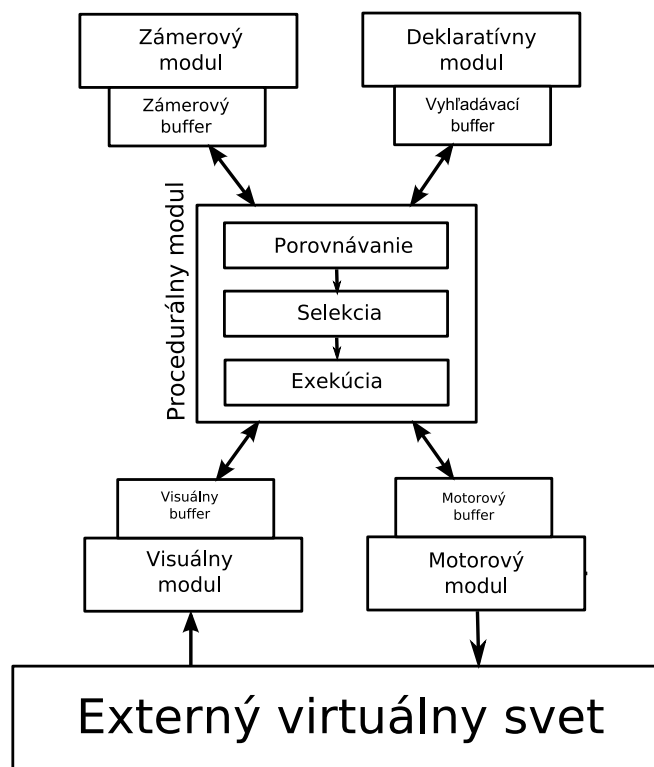 Zámerový
modul
Zámerový
buffer
Deklaratívny
modul
Vyhľadávací
buffer
Procedurálny modul
Porovnávanie
Selekcia
Exekúcia
Visuálny
buffer
Visuálny
modul
Motorový
buffer
Motorový
modul
Externý virtuálny svet